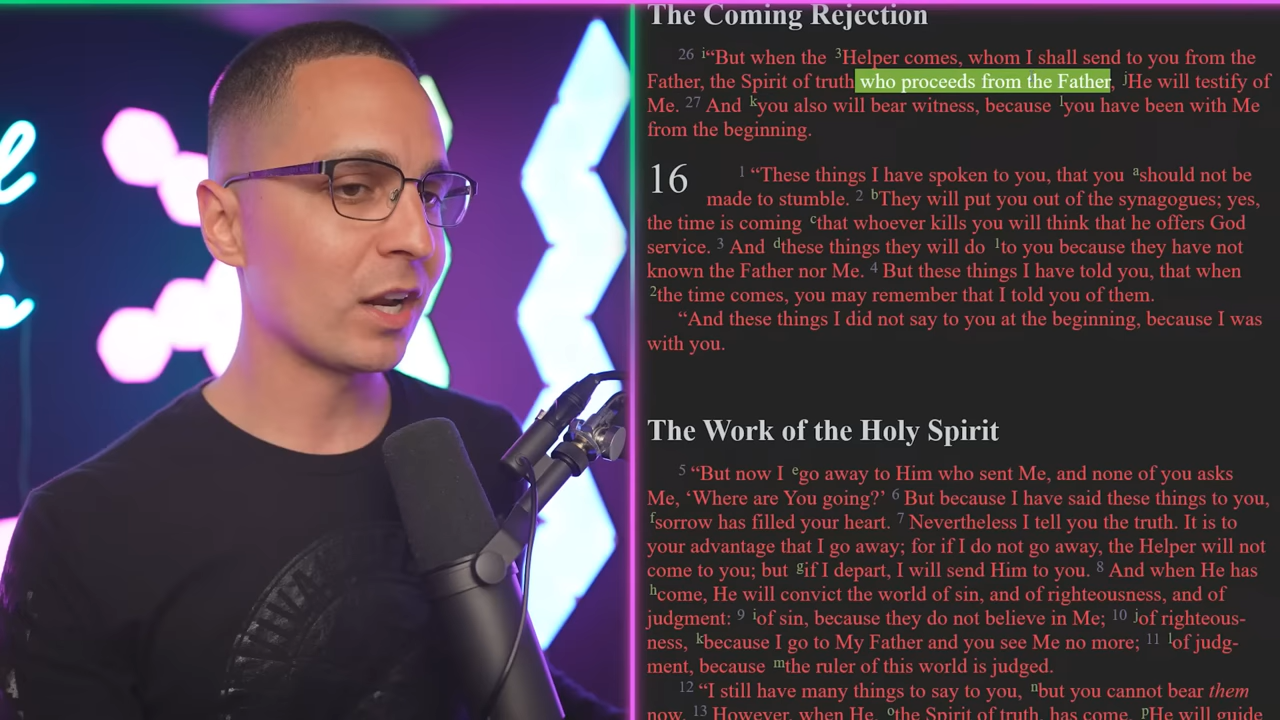 The Coming Rejection
26 i“But when the 3Helper comes, whom I shall send to you from the
Father, the Spirit of truth who proceeds from the Father, jHe will testify of
Me. 27 And kyou also will bear witness, because lyou have been with Me
from the beginning.
16 1 “These things I have spoken to you, that you ashould not be
made to stumble. 2 bThey will put you out of the synagogues; yes,
the time is coming cthat whoever kills you will think that he offers God
service. 3 And dthese things they will do 1to you because they have not
known the Father nor Me. 4 But these things I have told you, that when
2the time comes, you may remember that I told you of them.
“And these things I did not say to you at the beginning, because I was
with you.
The Work of the Holy Spirit
5 “But now I ego away to Him who sent Me, and none of you asks
Me, ‘Where are You going?’ 6 But because I have said these things to you,
fsorrow has filled your heart. 7 Nevertheless I tell you the truth. It is to
your advantage that I go away; for if I do not go away, the Helper will not
come to you; but gif I depart, I will send Him to you. 8 And when He has
hcome, He will convict the world of sin, and of righteousness, and of
judgment: 9 iof sin, because they do not believe in Me; 10 jof righteous-
ness, kbecause I go to My Father and you see Me no more; 11 lof judg-
ment, because mthe ruler of this world is judged.
12 “I still have many things to say to you, nbut you cannot bear them
now. 13 However, when He, othe Spirit of truth, has come, pHe will guide